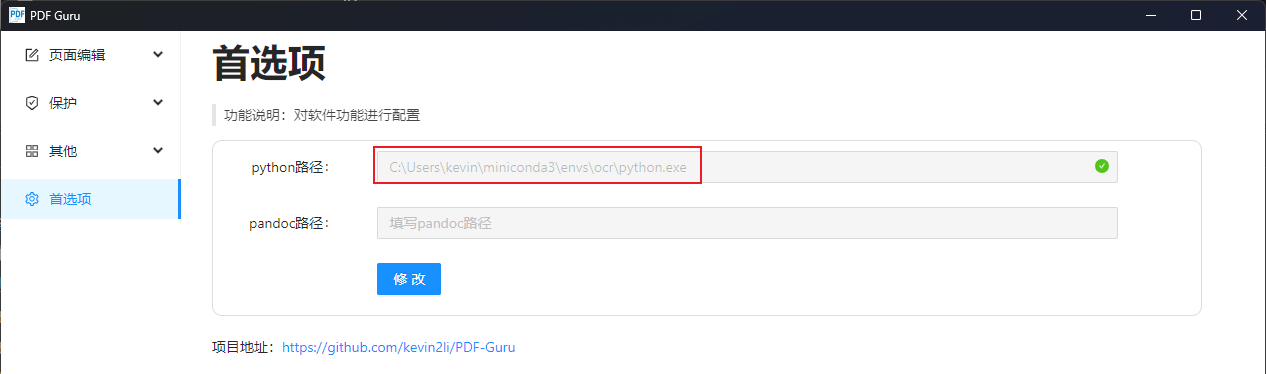 PDF Guru
页面编辑
保护
其他
首选项
首选项
功能说明：对软件功能进行配置
python路径：
C:\Users\kevin\miniconda3\envs\ocr\python.exe
pandoc路径：
填写pandoc路径
修 改
项目地址：https://github.com/kevin2li/PDF-Guru